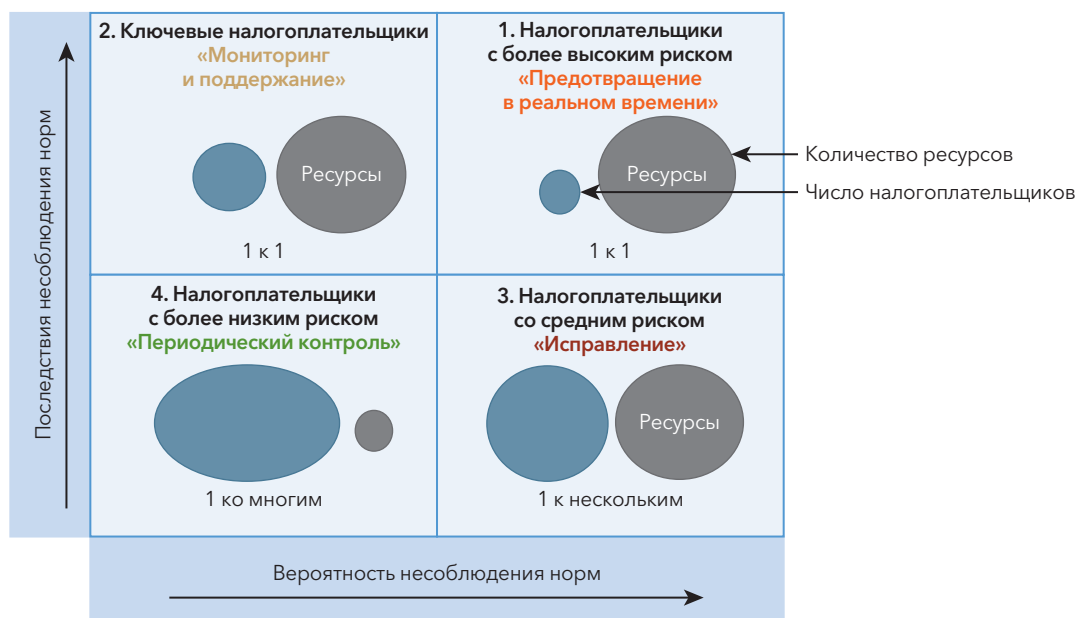 2. Ключевые налогоплательщики
«Мониторинг
и поддержание»
Ресурсы
1 к 1
1. Налогоплательщики
с более высоким риском
«Предотвращение
в реальном времени»
Ресурсы
1 к 1
Количество ресурсов
Число налогоплательщиков
4. Налогоплательщики
с более низким риском
«Периодический контроль»
1 ко многим
3. Налогоплательщики
со средним риском
«Исправление»
Ресурсы
1 к нескольким
Последствия несоблюдения норм
Вероятность несоблюдения норм